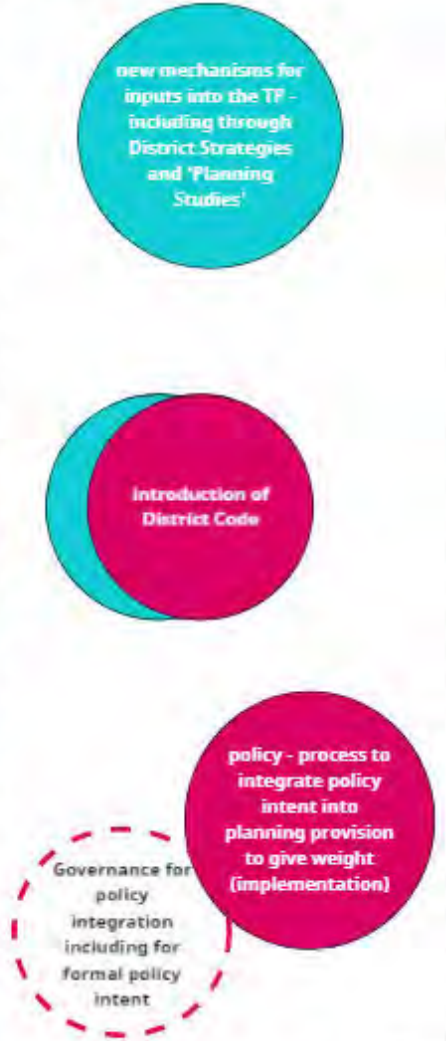 new mechanisms for
inputs into the TP -
including through
District Strategies
and 'Planning
Studies'
introduction of
District Code
policy - process to
integrate policy
intent into
planning provision
to give weight
(implementation)
Governance for
policy
integration
including for
formal policy
intent